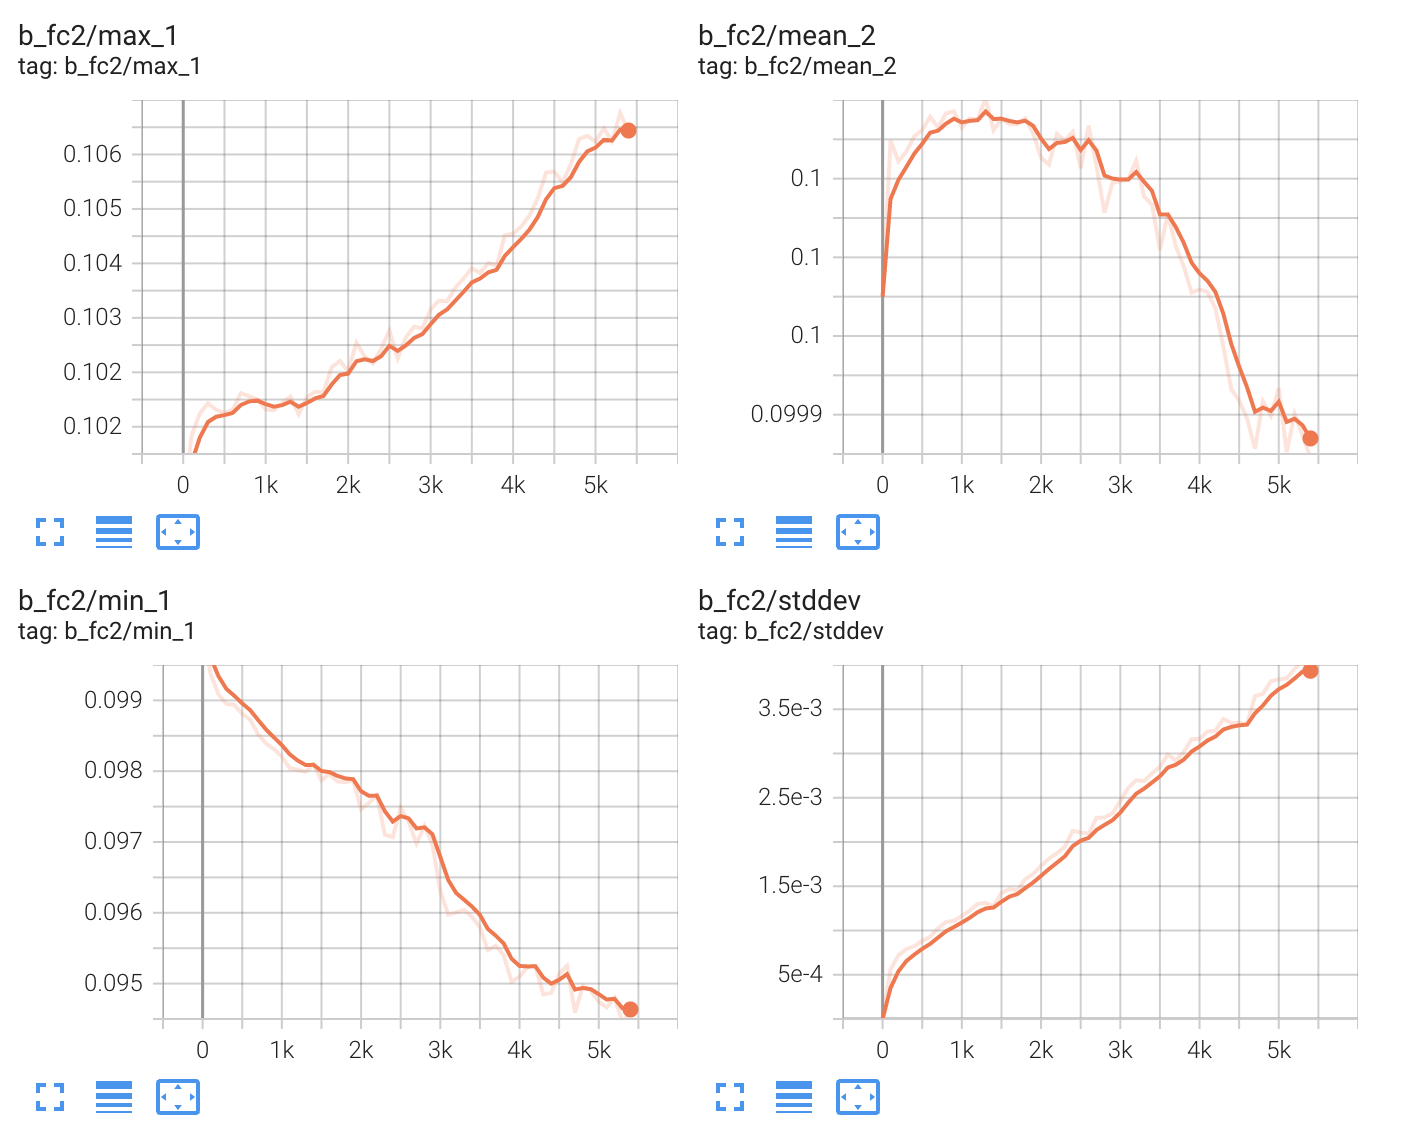 b_fc2/max_1
tag: b_fc2/max_1
0.106
0.105
0.104
0.103
0.102
0.102
0 1k 2k 3k 4k 5k
b_fc2/mean_2
tag: b_fc2/mean_2
0.1
0.1
0.1
0.0999
0 1k 2k 3k 4k 5k
b_fc2/min_1
tag: b_fc2/min_1
0.099
0.098
0.097
0.096
0.095
0 1k 2k 3k 4k 5k
b_fc2/stddev
tag: b_fc2/stddev
3.5e-3
2.5e-3
1.5e-3
5e-4
0 1k 2k 3k 4k 5k